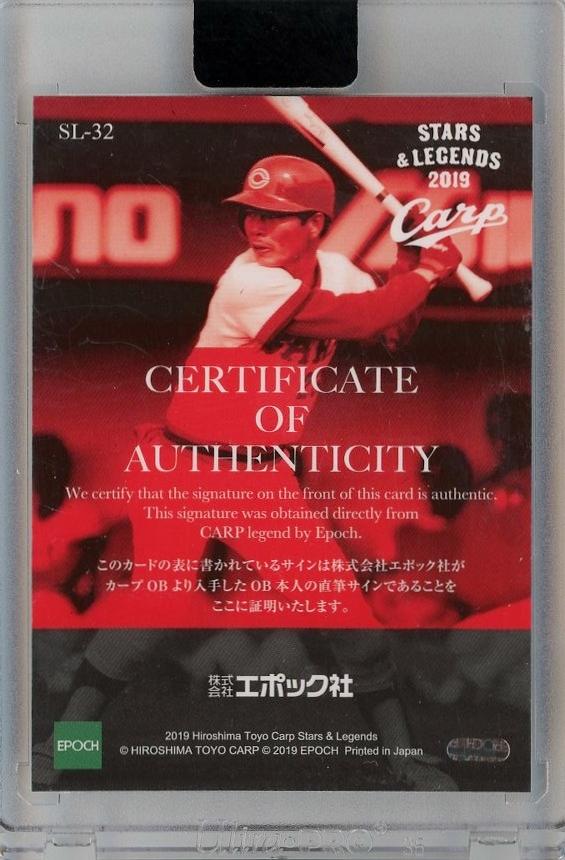 SL-32
STARS
& LEGENDS
2019
Carp
CERTIFICATE
OF
AUTHENTICITY
We certify that the signature on the front of this card is authentic.
This signature was obtained directly from
CARP legend by Epoch.
このカードの表に書かれているサインは株式会社エポック社が
カープ OB より入手した OB 本人の直筆サインであることを
ここに証明いたします。
株式会社エポック社
EPOCH
2019 Hiroshima Toyo Carp Stars & Legends
© HIROSHIMA TOYO CARP © 2019 EPOCH Printed in Japan
Ultra-PRO